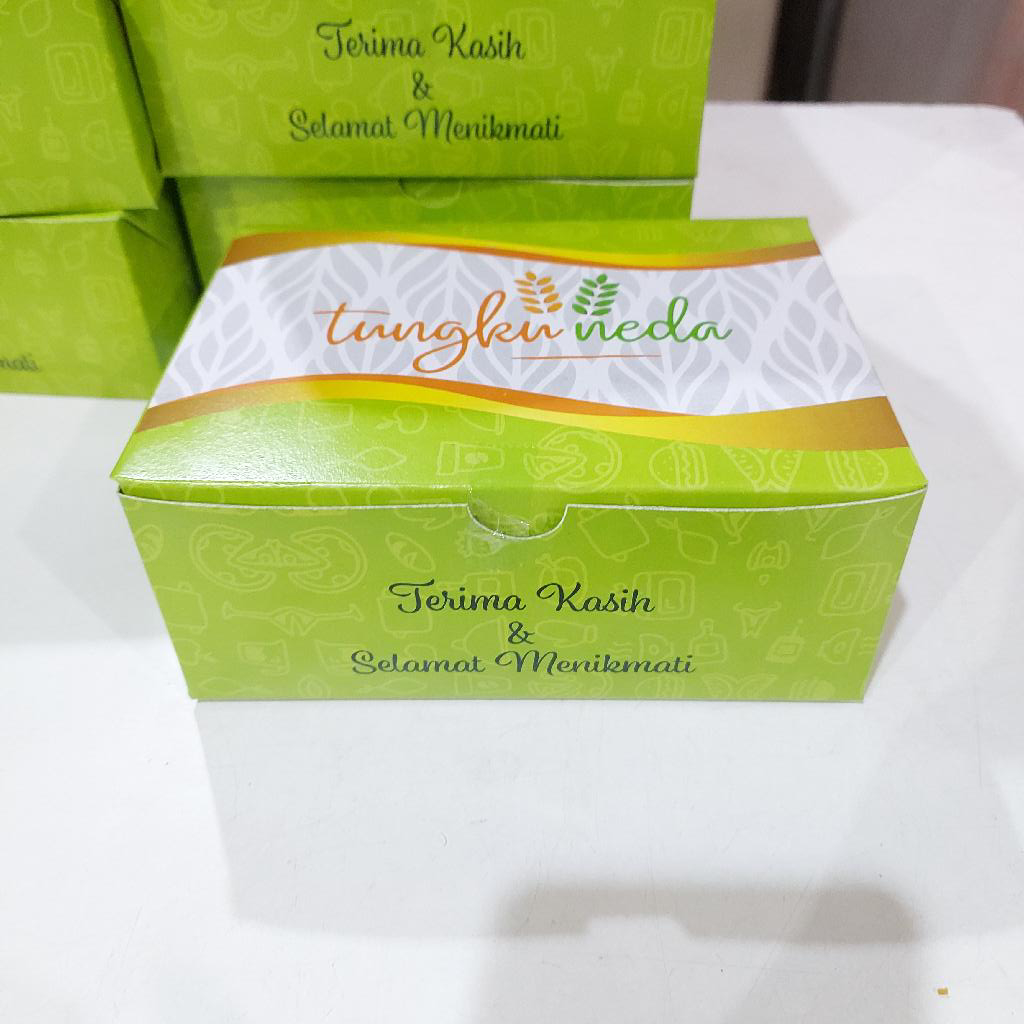 Terima Kasih
&
Selamat Menikmati
tungku neda
Terima Kasih
&
Selamat Menikmati